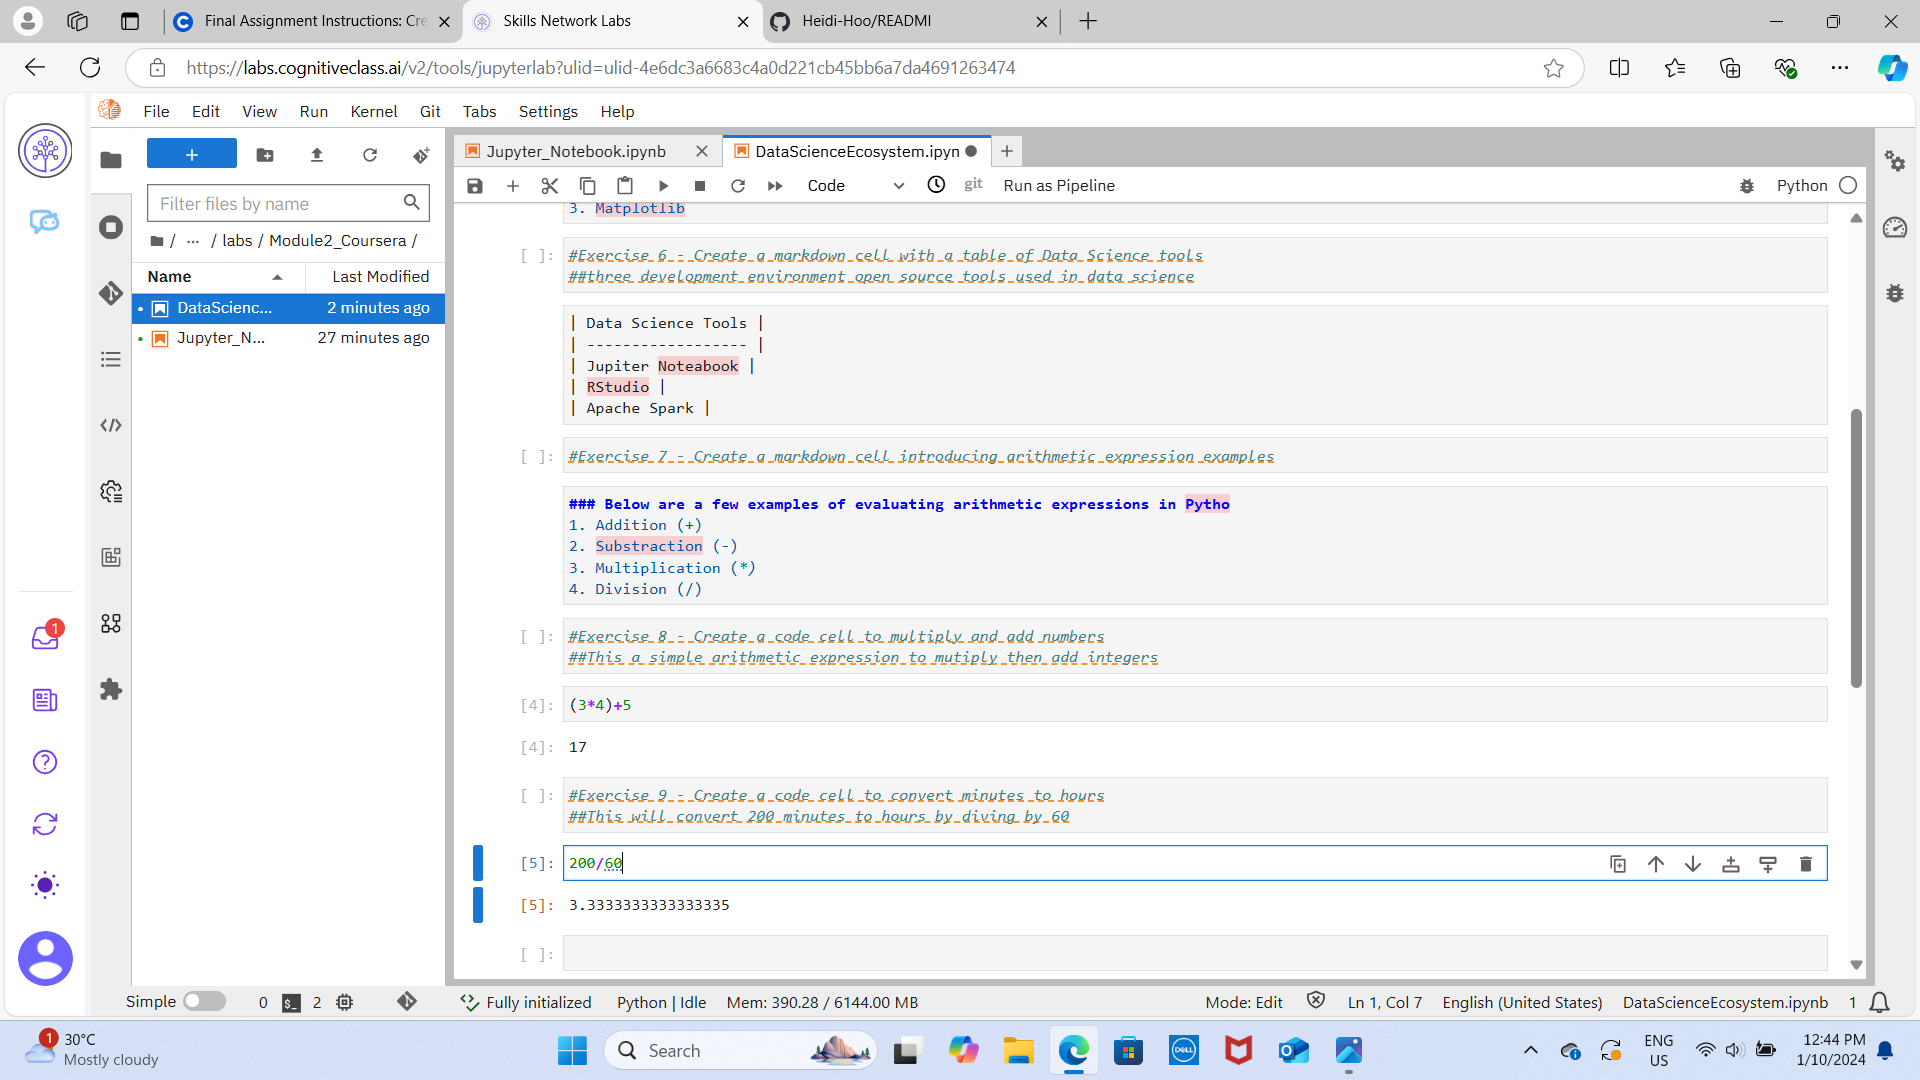 Final Assignment Instructions: Cre
Skills Network Labs
Heidi-Hoo/READMI
https://labs.cognitiveclass.ai/v2/tools/jupyterlab?ulid=ulid-4e6dc3a6683c4a0d221cb45bb6a7da4691263474
File Edit View Run Kernel Git Tabs Settings Help
Jupyter_Notebook.ipynb
DataScienceEcosystem.ipyn
Code
git
Run as Pipeline
Python
Filter files by name
/ ... / labs / Module2_Coursera /
Name Last Modified
DataScienc... 2 minutes ago
Jupyter_N... 27 minutes ago
3. Matplotlib
[ ]: #Exercise 6 - Create a markdown cell with a table of Data Science tools
##three development environment open source tools used in data science
| Data Science Tools |
| ------------------ |
| Jupiter Noteabook |
| RStudio |
| Apache Spark |
[ ]: #Exercise 7 - Create a markdown cell introducing arithmetic expression examples
### Below are a few examples of evaluating arithmetic expressions in Pytho
1. Addition (+)
2. Substraction (-)
3. Multiplication (*)
4. Division (/)
[ ]: #Exercise 8 - Create a code cell to multiply and add numbers
##This a simple arithmetic expression to mutiply then add integers
[4]: (3*4)+5
[4]: 17
[ ]: #Exercise 9 - Create a code cell to convert minutes to hours
##This will convert 200 minutes to hours by diving by 60
[5]: 200/60
[5]: 3.3333333333333335
[ ]:
1
Simple 0 2 Fully initialized Python | Idle Mem: 390.28 / 6144.00 MB Mode: Edit Ln 1, Col 7 English (United States) DataScienceEcosystem.ipynb 1
1
30°C
Mostly cloudy
Search
DELL
ENG
US
12:44 PM
1/10/2024